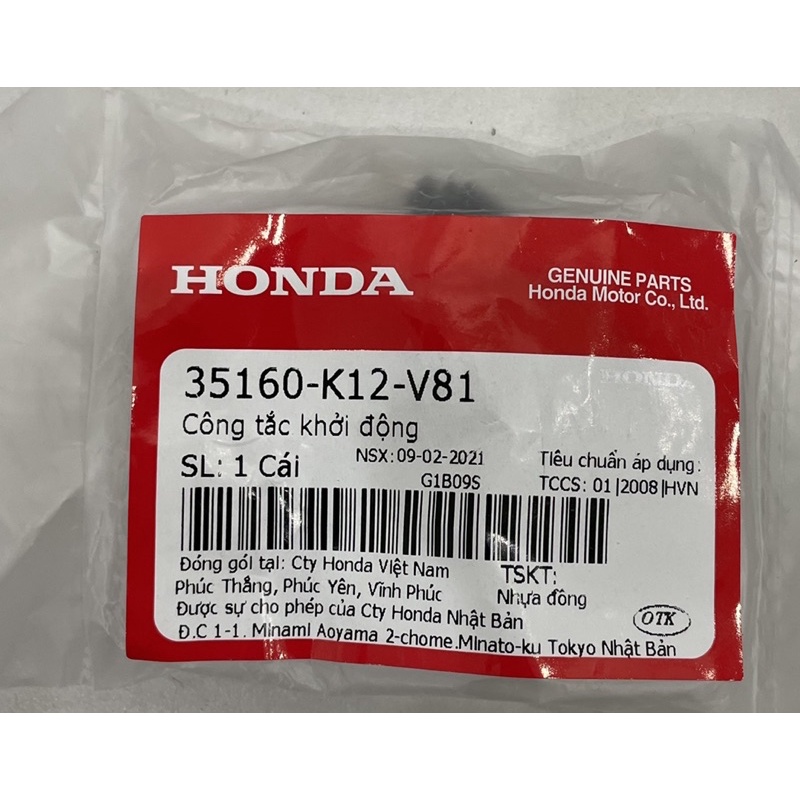 HONDA
GENUINE PARTS
Honda Motor Co., Ltd.
HONDA
35160-K12-V81
Công tắc khởi động
SL: 1 Cái
NSX: 09-02-2021
G1B09S
Tiêu chuẩn áp dụng:
TCCS: 01|2008|HVN
Đóng gói tại: Cty Honda Việt Nam
Phúc Thắng, Phúc Yên, Vĩnh Phúc
TSKT:
Nhựa đồng
Được sự cho phép của Cty Honda Nhật Bản
Đ.C 1-1. Minami Aoyama 2-chome.Minato-ku Tokyo Nhật Bản
OTK